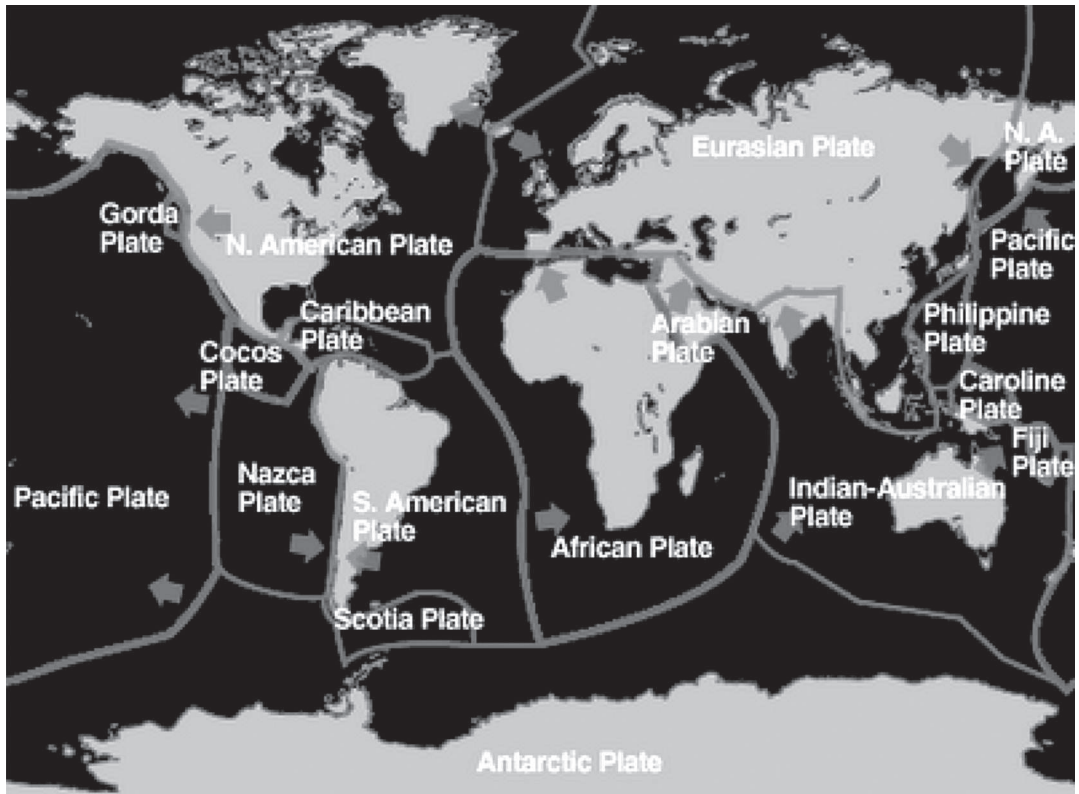 Eurasian Plate
N. A.
Plate
Gorda
Plate
N. American Plate
Pacific
Plate
Caribbean
Plate
Arabian
Plate
Philippine
Plate
Cocos
Plate
Caroline
Plate
Fiji
Plate
Pacific Plate
Nazca
Plate
S. American
Plate
African Plate
Indian-Australian
Plate
Scotia Plate
Antarctic Plate